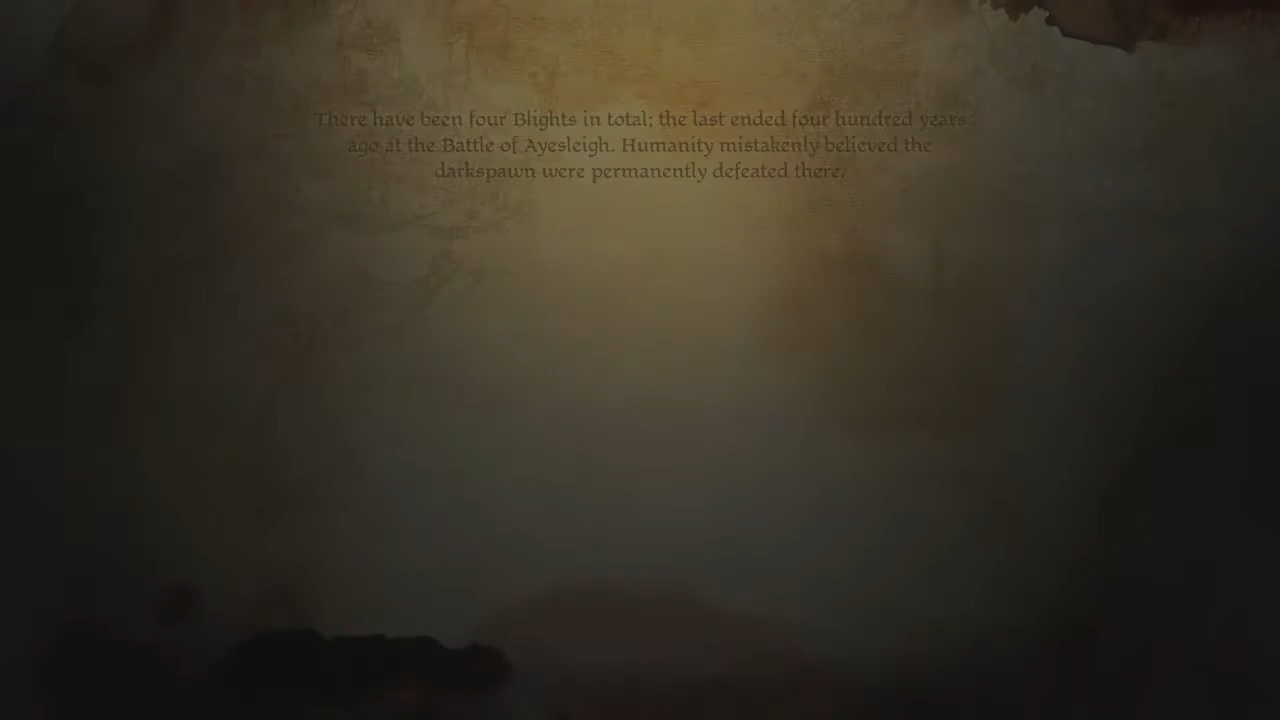 There have been four Blights in total; the last ended four hundred years
ago at the Battle of Ayesleigh. Humanity mistakenly believed the
darkspawn were permanently defeated there.